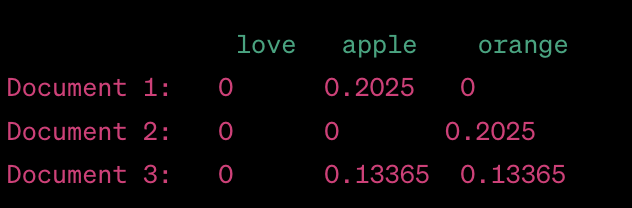 love apple orange
Document 1: 0 0.2025 0
Document 2: 0 0 0.2025
Document 3: 0 0.13365 0.13365